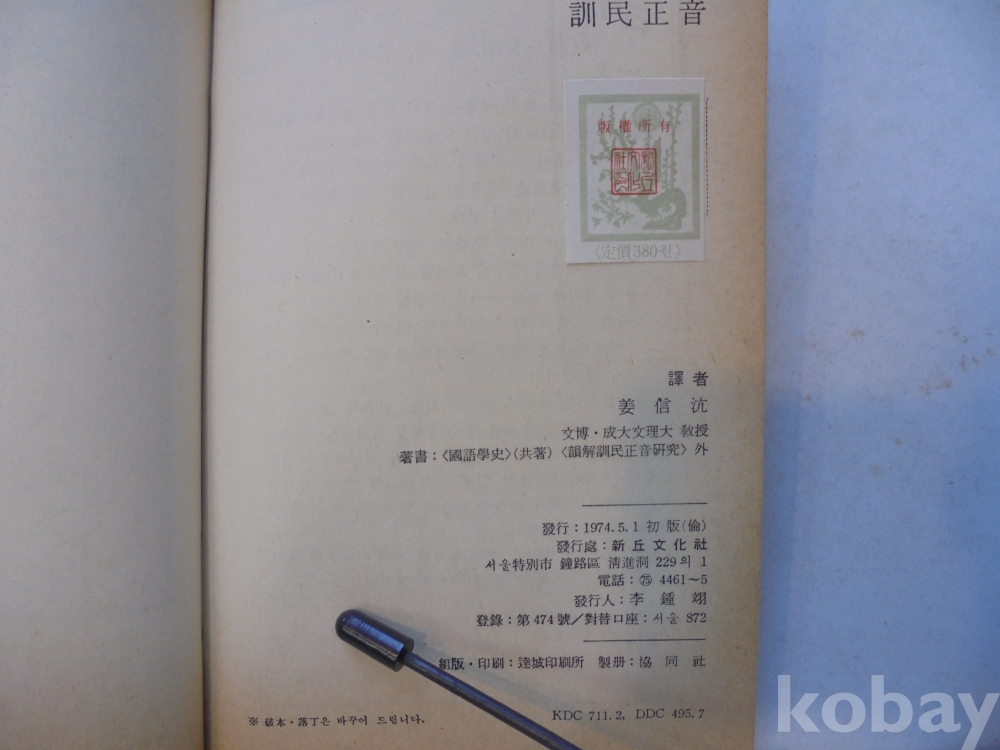 訓民正音
版權所有
〈定價380원〉
譯者
姜信沆
文博·成大文理大 敎授
著書:〈國語學史〉(共著) 〈韻解訓民正音硏究〉外
發行: 1974.5.1 初版(倫)
發行處: 新丘文化社
서울特別市 鐘路區 淸進洞 229의 1
電話: ㊆ 4461~5
發行人: 李鍾翊
登錄: 第474號/對替口座: 서울 872
組版·印刷: 達城印刷所 製册: 協同社
※ 破本·落丁은 바꾸어 드립니다.
KDC 711.2, DDC 495.7
kobay